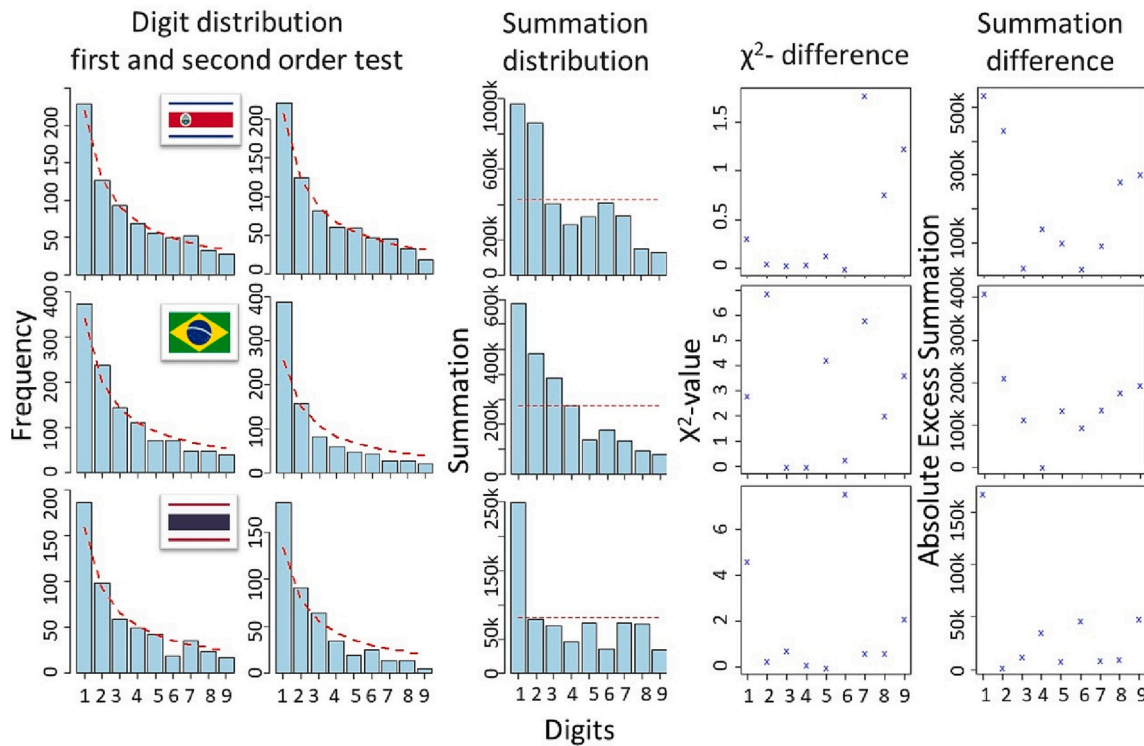 Digit distribution
first and second order test
Summation
distribution
χ²- difference
Summation
difference
Frequency
Summation
X²-value
Absolute Excess Summation
0 50 100 150 200
0 50 100 150 200
0 200k 400k 600k 1000k
0 0.5 1 1.5
0 100k 300k 500k
0 100 200 300 400
0 100 200 300 400
0 200k 400k 600k
0 1 2 3 4 5 6
0 100k 200k 300k 400k
0 50 100 150 200
0 50 100 150
0 50k 150k 250k
0 2 4 6
0 50k 100k 150k
1 2 3 4 5 6 7 8 9
1 2 3 4 5 6 7 8 9
1 2 4 6 8 9
1 2 3 4 5 6 7 8 9
1 2 3 4 5 6 7 8 9
Digits